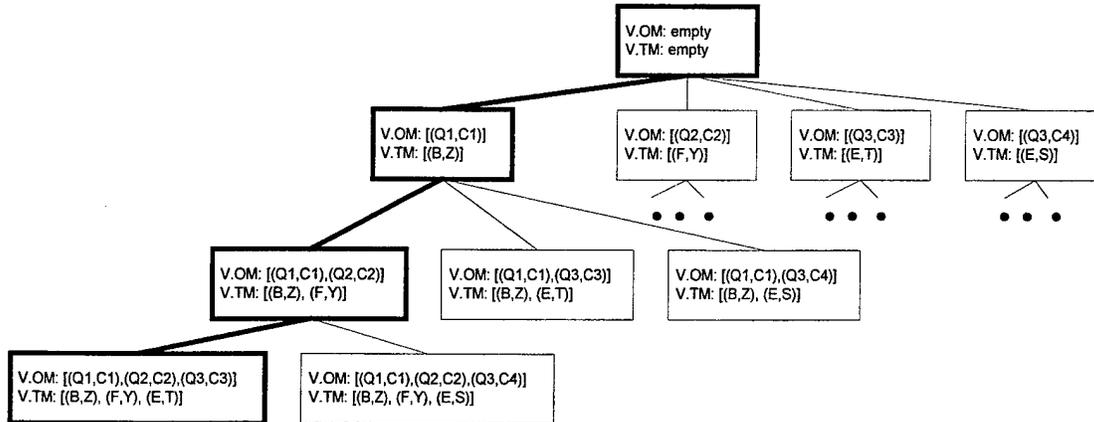 V.OM: empty
V.TM: empty
V.OM: [(Q1,C1)]
V.TM: [(B,Z)]
V.OM: [(Q2,C2)]
V.TM: [(F,Y)]
V.OM: [(Q3,C3)]
V.TM: [(E,T)]
V.OM: [(Q3,C4)]
V.TM: [(E,S)]
V.OM: [(Q1,C1),(Q2,C2)]
V.TM: [(B,Z), (F,Y)]
V.OM: [(Q1,C1),(Q3,C3)]
V.TM: [(B,Z), (E,T)]
V.OM: [(Q1,C1),(Q3,C4)]
V.TM: [(B,Z), (E,S)]
V.OM: [(Q1,C1),(Q2,C2),(Q3,C3)]
V.TM: [(B,Z), (F,Y), (E,T)]
V.OM: [(Q1,C1),(Q2,C2),(Q3,C4)]
V.TM: [(B,Z), (F,Y), (E,S)]